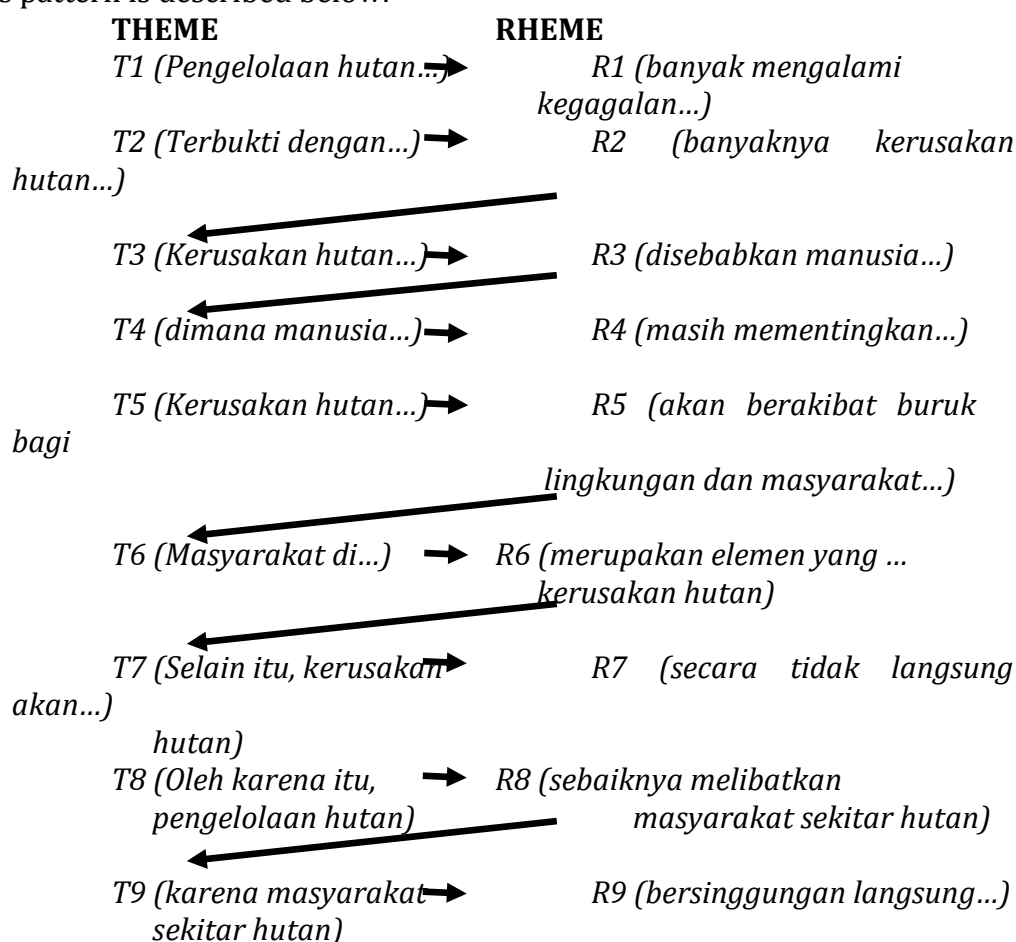 THEME RHEME
T1 (Pengelolaan hutan…) R1 (banyak mengalami
kegagalan…)
T2 (Terbukti dengan…) R2 (banyaknya kerusakan
hutan…)
T3 (Kerusakan hutan…) R3 (disebabkan manusia…)
T4 (dimana manusia…) R4 (masih mementingkan…)
T5 (Kerusakan hutan…) R5 (akan berakibat buruk
bagi
lingkungan dan masyarakat…)
T6 (Masyarakat di…) R6 (merupakan elemen yang …
kerusakan hutan)
T7 (Selain itu, kerusakan R7 (secara tidak langsung
akan…)
hutan)
T8 (Oleh karena itu, R8 (sebaiknya melibatkan
pengelolaan hutan) masyarakat sekitar hutan)
T9 (karena masyarakat R9 (bersinggungan langsung…)
sekitar hutan)